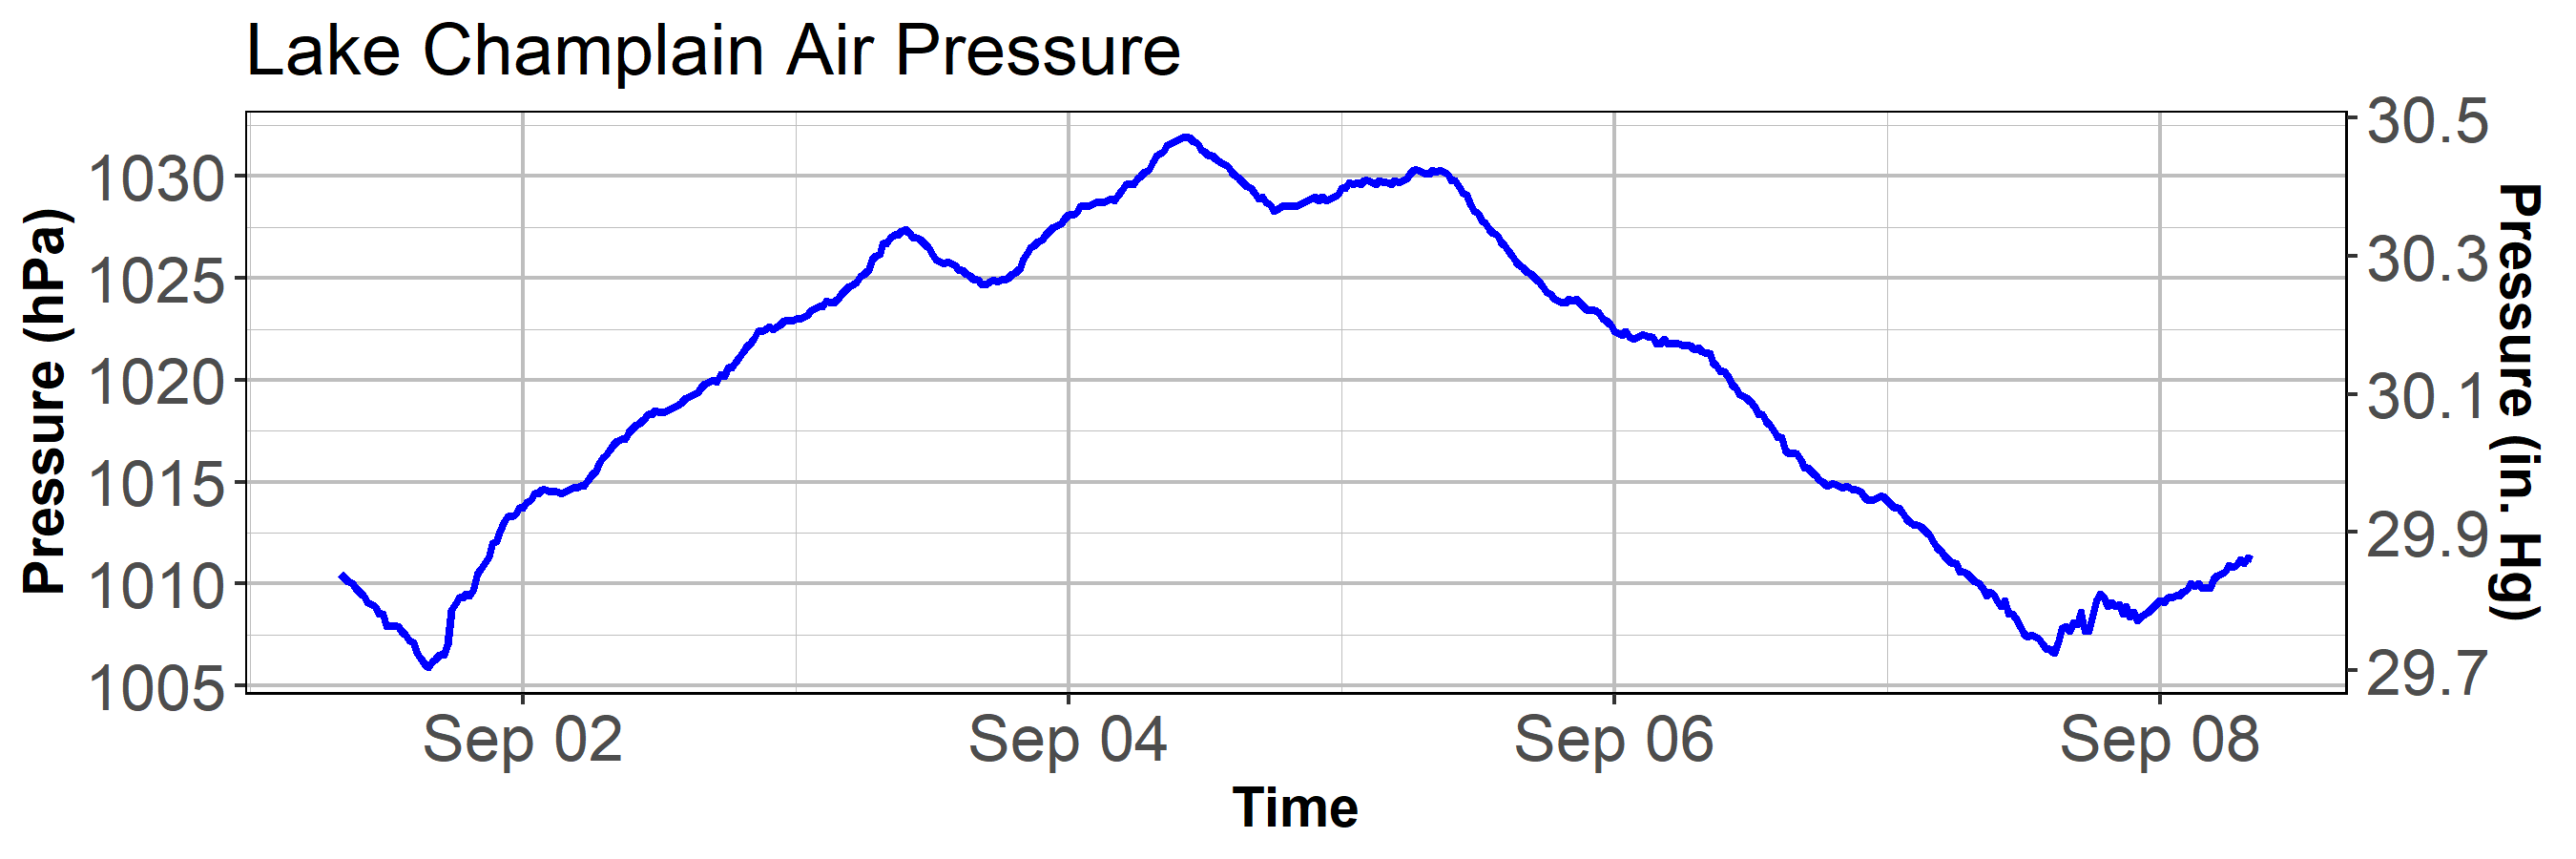 Lake Champlain Air Pressure
Pressure (hPa)
1030
1025
1020
1015
1010
1005
30.5
30.3
30.1
29.9
29.7
Pressure (in. Hg)
Sep 02 Sep 04 Sep 06 Sep 08
Time